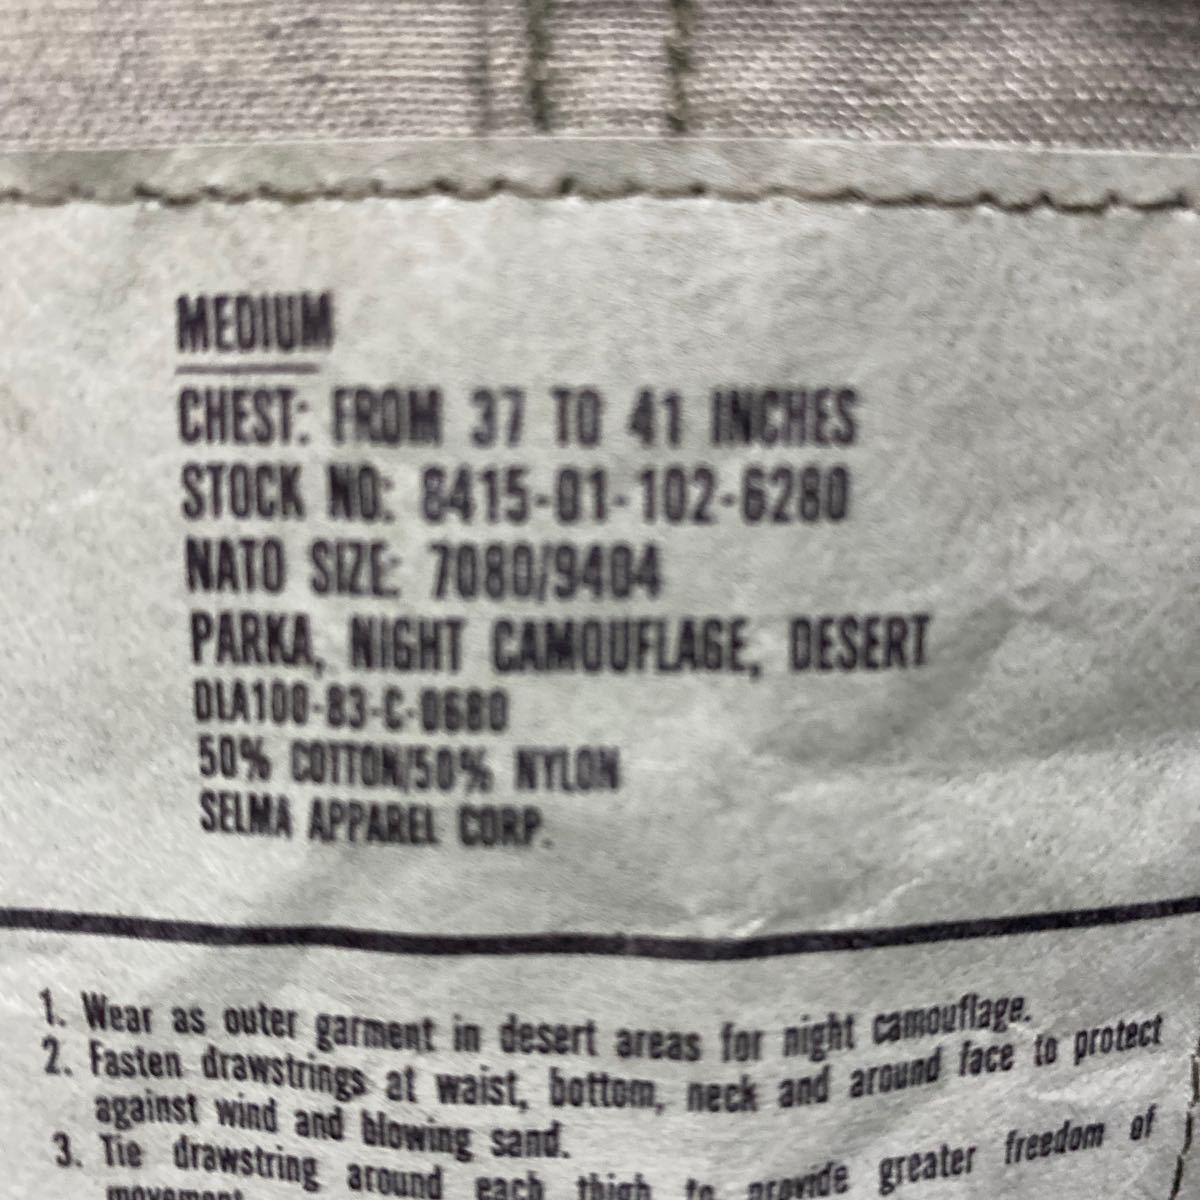 MEDIUM
CHEST: FROM 37 TO 41 INCHES
STOCK NO: 8415-01-102-6280
NATO SIZE: 7080/9404
PARKA, NIGHT CAMOUFLAGE, DESERT
DLA100-83-C-0680
50% COTTON/50% NYLON
SELMA APPAREL CORP.
1. Wear as outer garment in desert areas for night camouflage.
2. Fasten drawstrings at waist, bottom, neck and around face to protect
against wind and blowing sand.
3. Tie drawstring around each thigh to provide greater freedom of
movement.